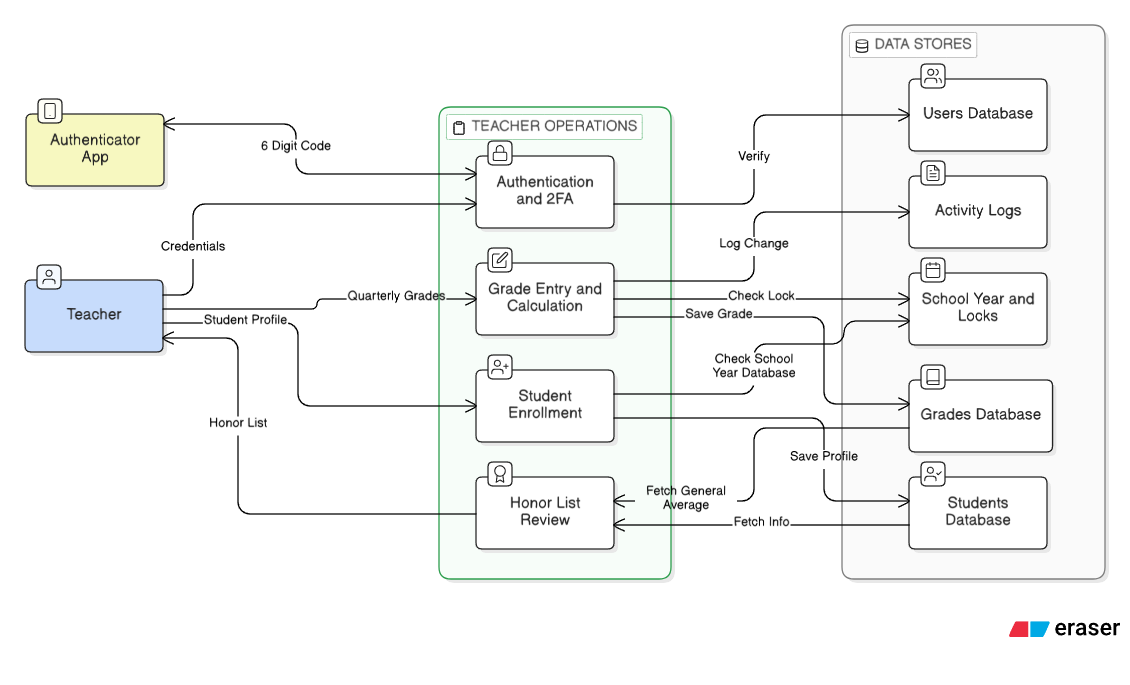 DATA STORES
Users Database
TEACHER OPERATIONS
Authenticator
App
6 Digit Code
Authentication
and 2FA
Verify
Activity Logs
Credentials
Log Change
Teacher
Quarterly Grades
Grade Entry and
Calculation
Check Lock
School Year and
Locks
Student Profile
Save Grade
Check School
Year Database
Student
Enrollment
Grades Database
Honor List
Save Profile
Honor List
Review
Fetch General
Average
Fetch Info
Students
Database
eraser